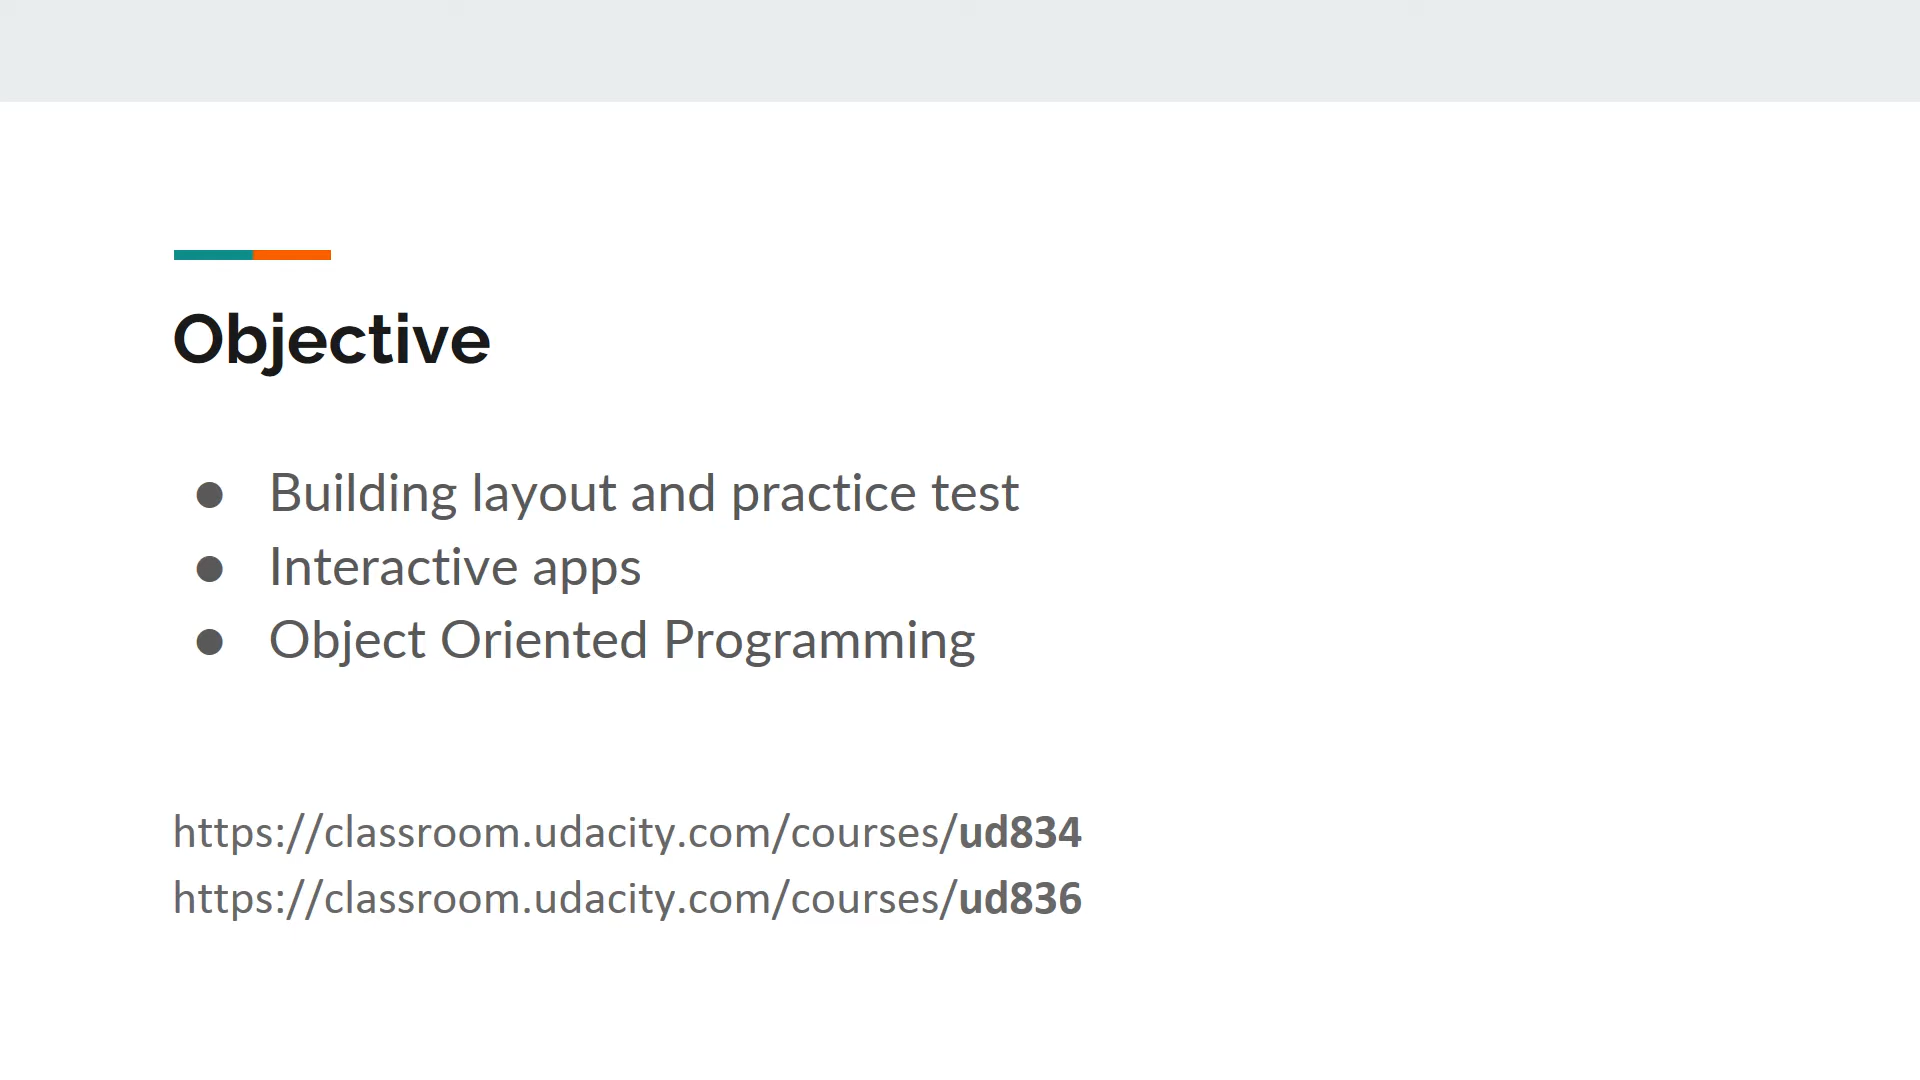 Objective
● Building layout and practice test
● Interactive apps
● Object Oriented Programming
https://classroom.udacity.com/courses/ud834
https://classroom.udacity.com/courses/ud836